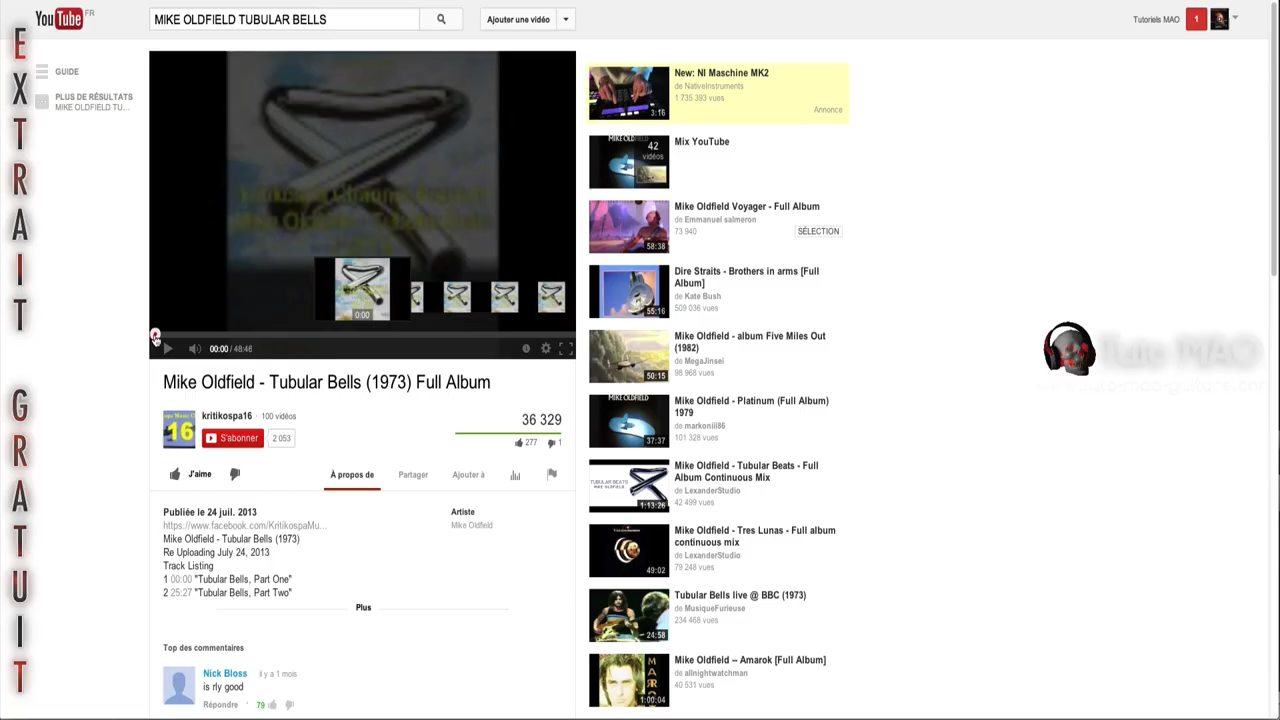 EXTRAIT GRATUIT
YouTube FR
MIKE OLDFIELD TUBULAR BELLS
Ajouter une vidéo
Tutoriels MAO
1
GUIDE
PLUS DE RÉSULTATS
MIKE OLDFIELD TU...
0:00
00:00 / 48:46
Mike Oldfield - Tubular Bells (1973) Full Album
16
kritikospa16 · 100 vidéos
S'abonner
2 053
36 329
277
1
J'aime
À propos de
Partager
Ajouter à
Publiée le 24 juil. 2013
https://www.facebook.com/KritikospaMu...
Mike Oldfield - Tubular Bells (1973)
Re Uploading July 24, 2013
Track Listing
1 00:00 "Tubular Bells, Part One"
2 25:27 "Tubular Bells, Part Two"
Artiste
Mike Oldfield
Plus
Top des commentaires
Nick Bloss il y a 1 mois
is rly good
Répondre · 79
3:16
New: NI Maschine MK2
de NativeInstruments
1 735 393 vues
Annonce
42
vidéos
Mix YouTube
58:38
Mike Oldfield Voyager - Full Album
de Emmanuel salmeron
73 940
SÉLECTION
55:16
Dire Straits - Brothers in arms [Full
Album]
de Kate Bush
509 036 vues
50:15
Mike Oldfield - album Five Miles Out
(1982)
de MegaJinsei
98 968 vues
MIKE OLDFIELD
37:37
Mike Oldfield - Platinum (Full Album)
1979
de markoniii86
101 328 vues
TUBULAR BEATS
MIKE OLDFIELD
1:13:26
Mike Oldfield - Tubular Beats - Full
Album Continuous Mix
de LexanderStudio
42 499 vues
49:02
Mike Oldfield - Tres Lunas - Full album
continuous mix
de LexanderStudio
79 248 vues
24:58
Tubular Bells live @ BBC (1973)
de MusiqueFurieuse
234 468 vues
1:00:04
Mike Oldfield -- Amarok [Full Album]
de allnightwatchman
40 531 vues
MAO